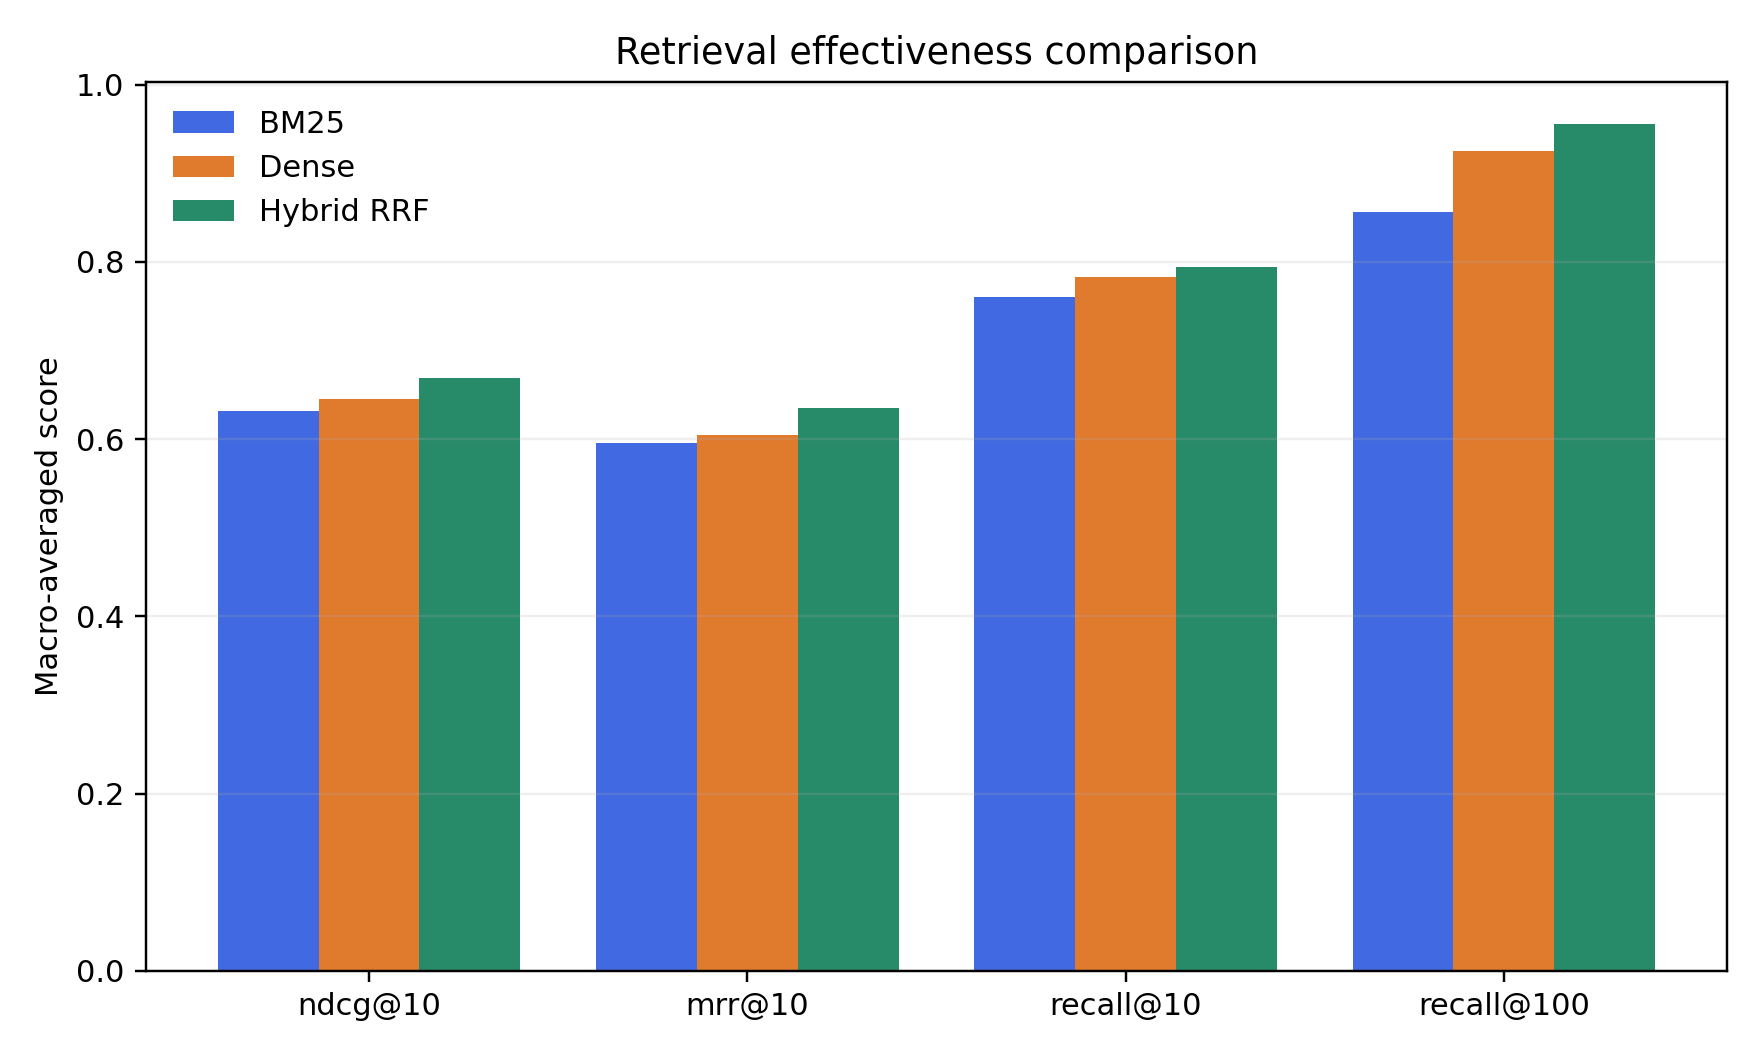 Retrieval effectiveness comparison
1.0
0.8
0.6
0.4
0.2
0.0
Macro-averaged score
BM25
Dense
Hybrid RRF
ndcg@10
mrr@10
recall@10
recall@100